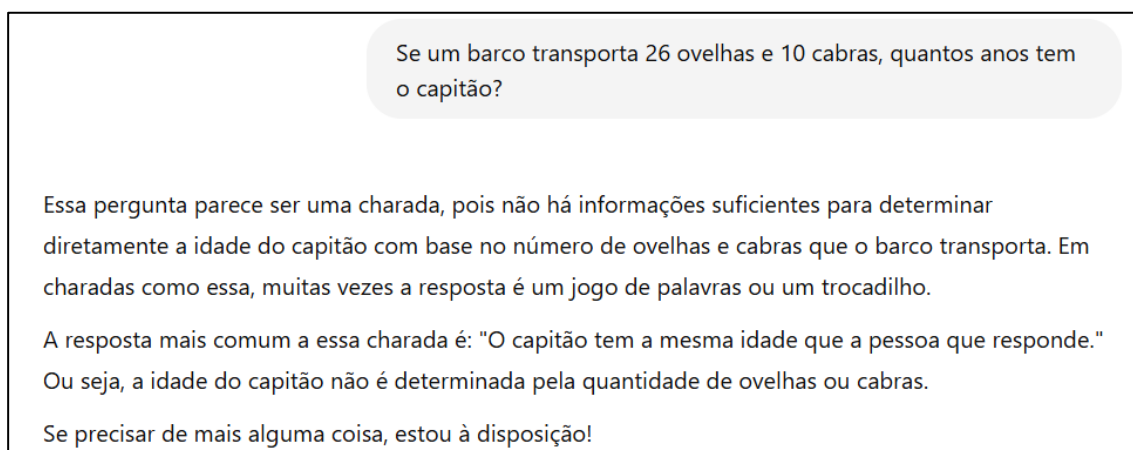 Se um barco transporta 26 ovelhas e 10 cabras, quantos anos tem
o capitão?
Essa pergunta parece ser uma charada, pois não há informações suficientes para determinar
diretamente a idade do capitão com base no número de ovelhas e cabras que o barco transporta. Em
charadas como essa, muitas vezes a resposta é um jogo de palavras ou um trocadilho.
A resposta mais comum a essa charada é: "O capitão tem a mesma idade que a pessoa que responde."
Ou seja, a idade do capitão não é determinada pela quantidade de ovelhas ou cabras.
Se precisar de mais alguma coisa, estou à disposição!